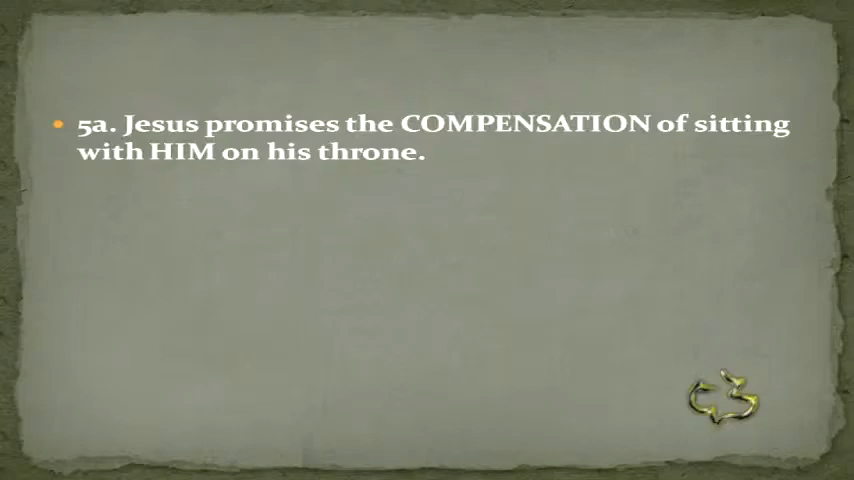 • 5a. Jesus promises the COMPENSATION of sitting
with HIM on his throne.